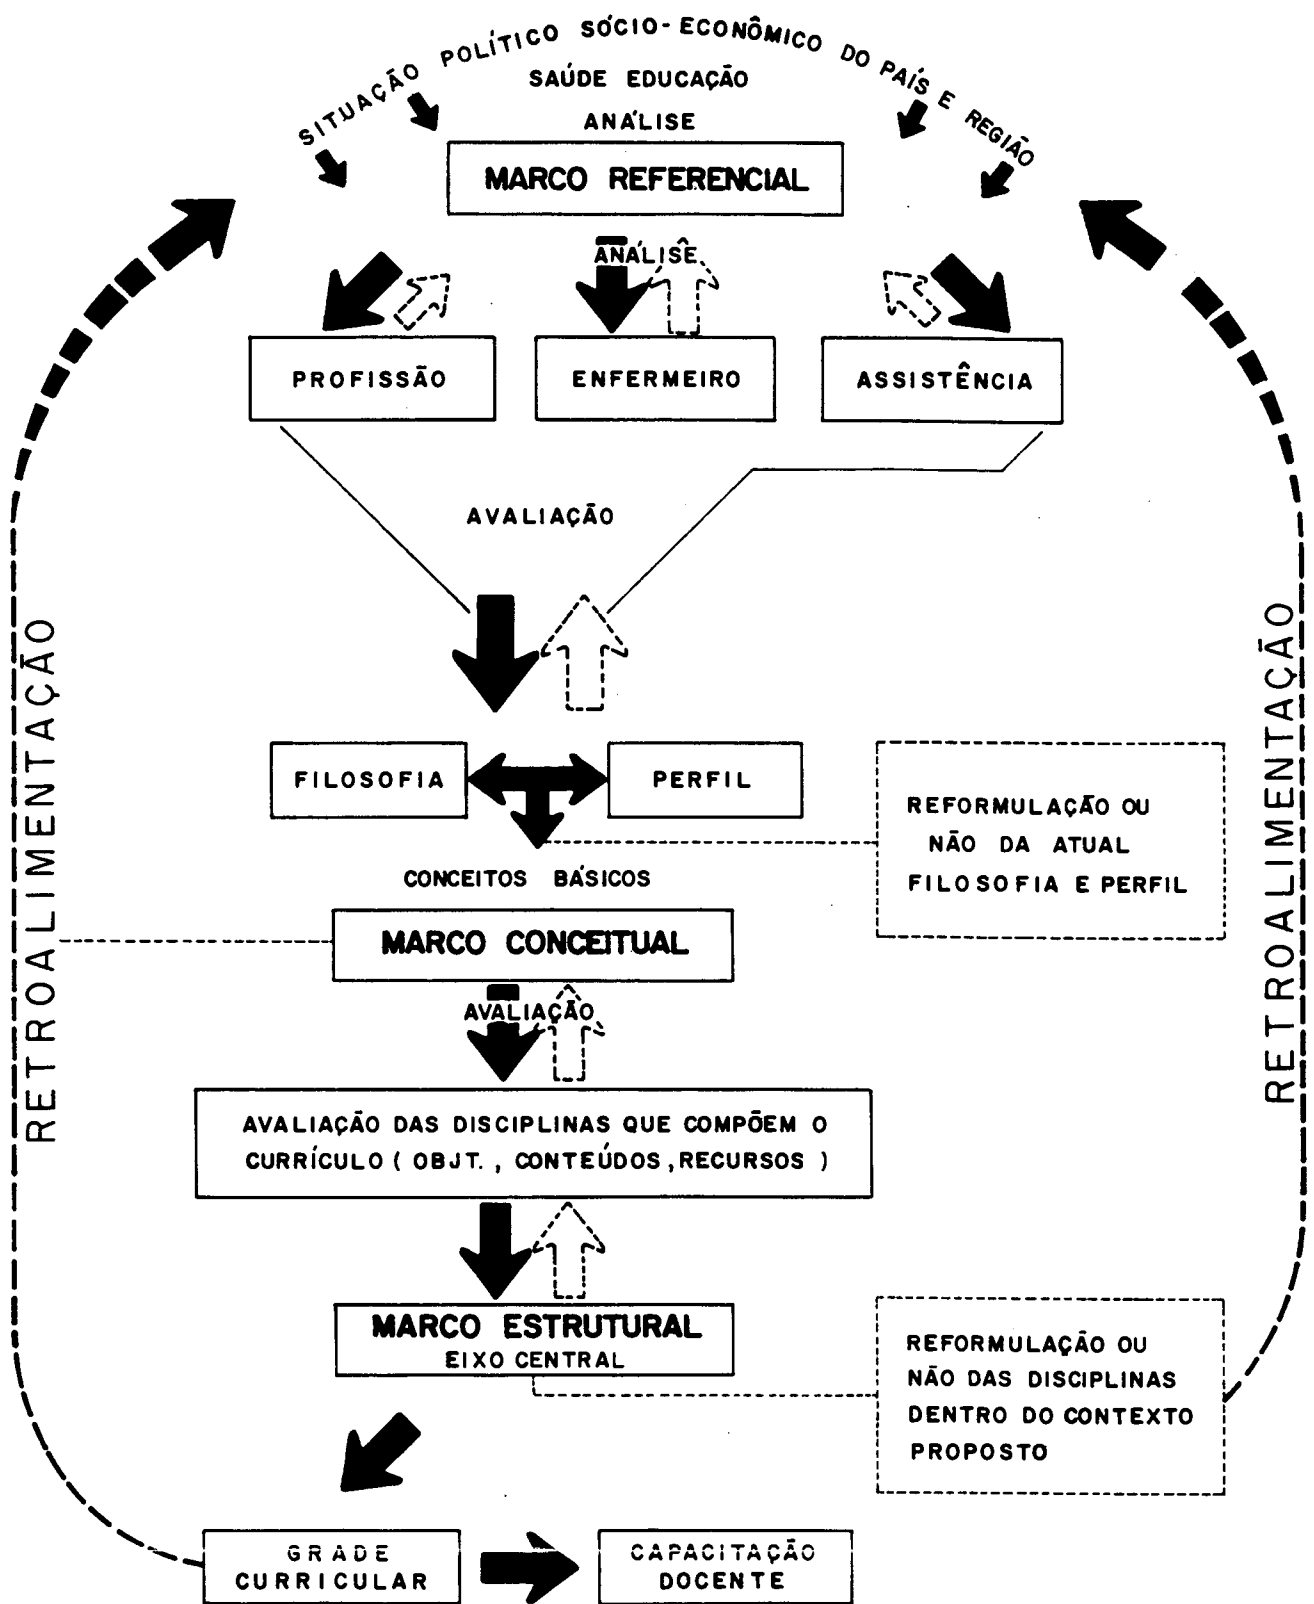 SITUAÇÃO POLÍTICO SÓCIO-ECONÔMICO DO PAÍS E REGIÃO
SAÚDE EDUCAÇÃO
ANÁLISE
MARCO REFERENCIAL
ANÁLISE
PROFISSÃO
ENFERMEIRO
ASSISTÊNCIA
AVALIAÇÃO
RETROALIMENTAÇÃO
RETROALIMENTAÇÃO
FILOSOFIA
PERFIL
REFORMULAÇÃO OU
NÃO DA ATUAL
FILOSOFIA E PERFIL
CONCEITOS BÁSICOS
MARCO CONCEITUAL
AVALIAÇÃO
AVALIAÇÃO DAS DISCIPLINAS QUE COMPÕEM O
CURRÍCULO ( OBJT. , CONTEÚDOS , RECURSOS )
MARCO ESTRUTURAL
EIXO CENTRAL
REFORMULAÇÃO OU
NÃO DAS DISCIPLINAS
DENTRO DO CONTEXTO
PROPOSTO
GRADE
CURRICULAR
CAPACITAÇÃO
DOCENTE